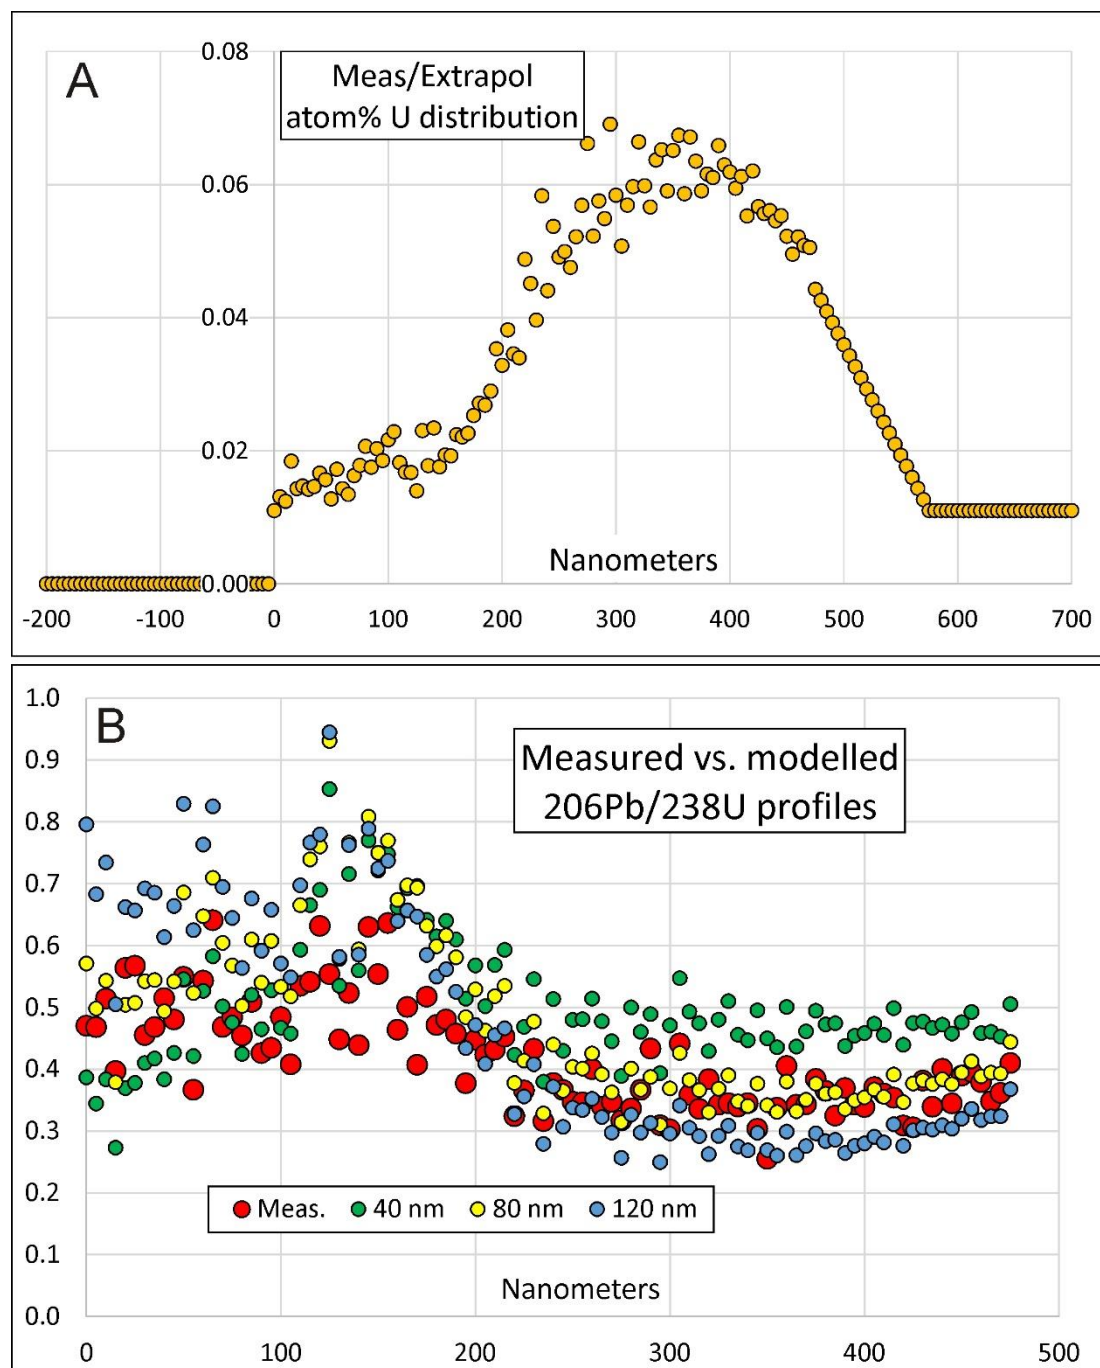 A
Meas/Extrapol
atom% U distribution
0.08
0.06
0.04
0.02
0.00
Nanometers
-200 -100 0 100 200 300 400 500 600 700
B
Measured vs. modelled
206Pb/238U profiles
1.0
0.9
0.8
0.7
0.6
0.5
0.4
0.3
0.2
0.1
0.0
Meas. 40 nm 80 nm 120 nm
Nanometers
0 100 200 300 400 500